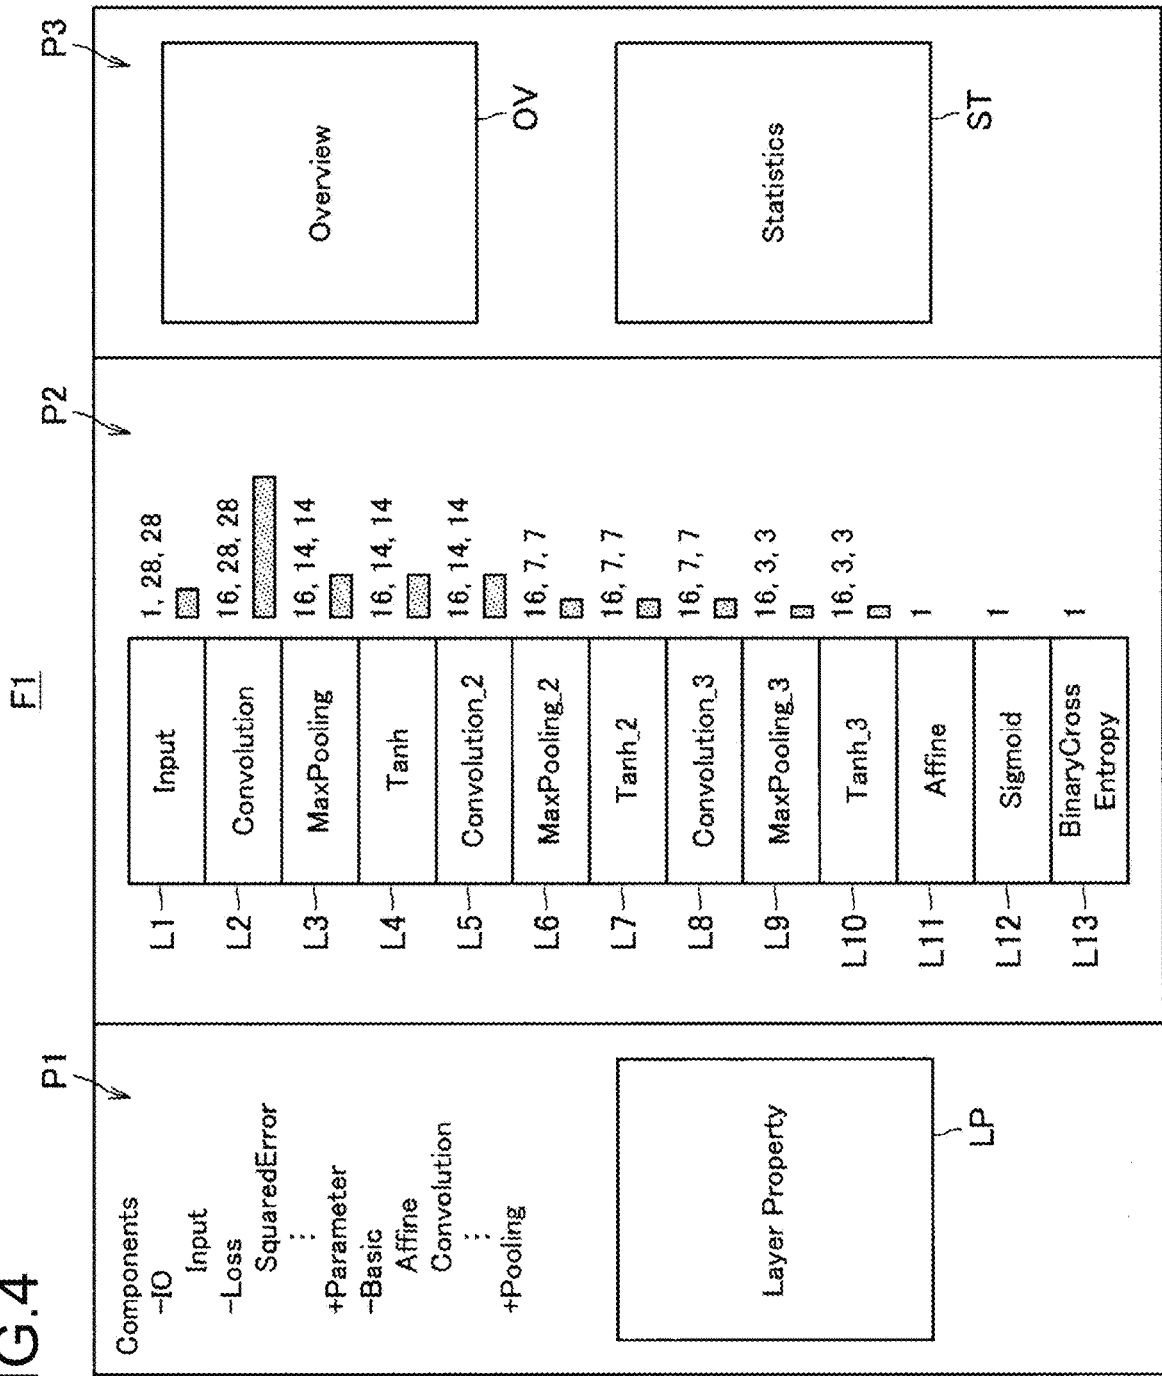 FIG.4
F1
P1
Components
−IO
Input
−Loss
SquaredError
⋮
+Parameter
−Basic
Affine
Convolution
⋮
+Pooling
Layer Property
LP
P2
L1 Input 1, 28, 28
L2 Convolution 16, 28, 28
L3 MaxPooling 16, 14, 14
L4 Tanh 16, 14, 14
L5 Convolution_2 16, 14, 14
L6 MaxPooling_2 16, 7, 7
L7 Tanh_2 16, 7, 7
L8 Convolution_3 16, 7, 7
L9 MaxPooling_3 16, 3, 3
L10 Tanh_3 16, 3, 3
L11 Affine 1
L12 Sigmoid 1
L13 BinaryCross 1
Entropy
P3
Overview
OV
Statistics
ST